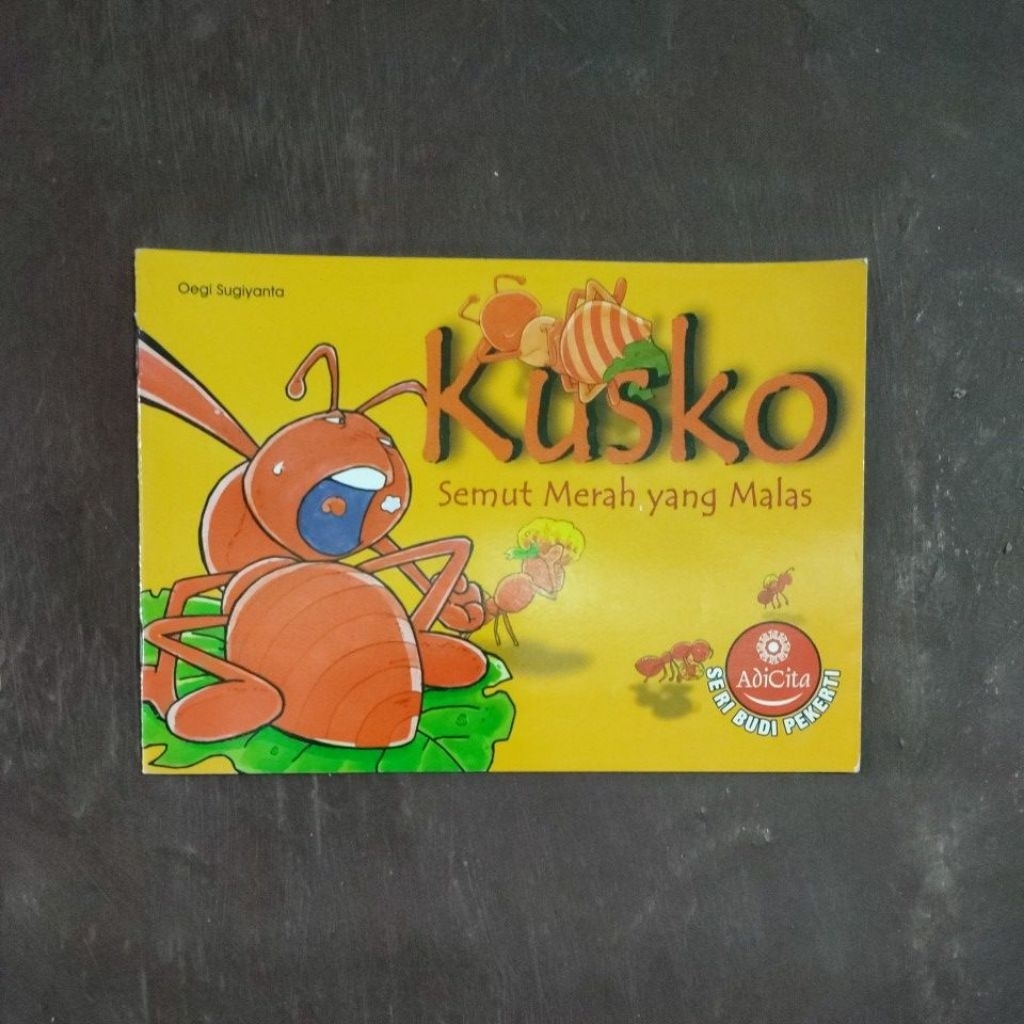 Oegi Sugiyanta
Kusko
Semut Merah yang Malas
AdiCita
SERI BUDI PEKERTI